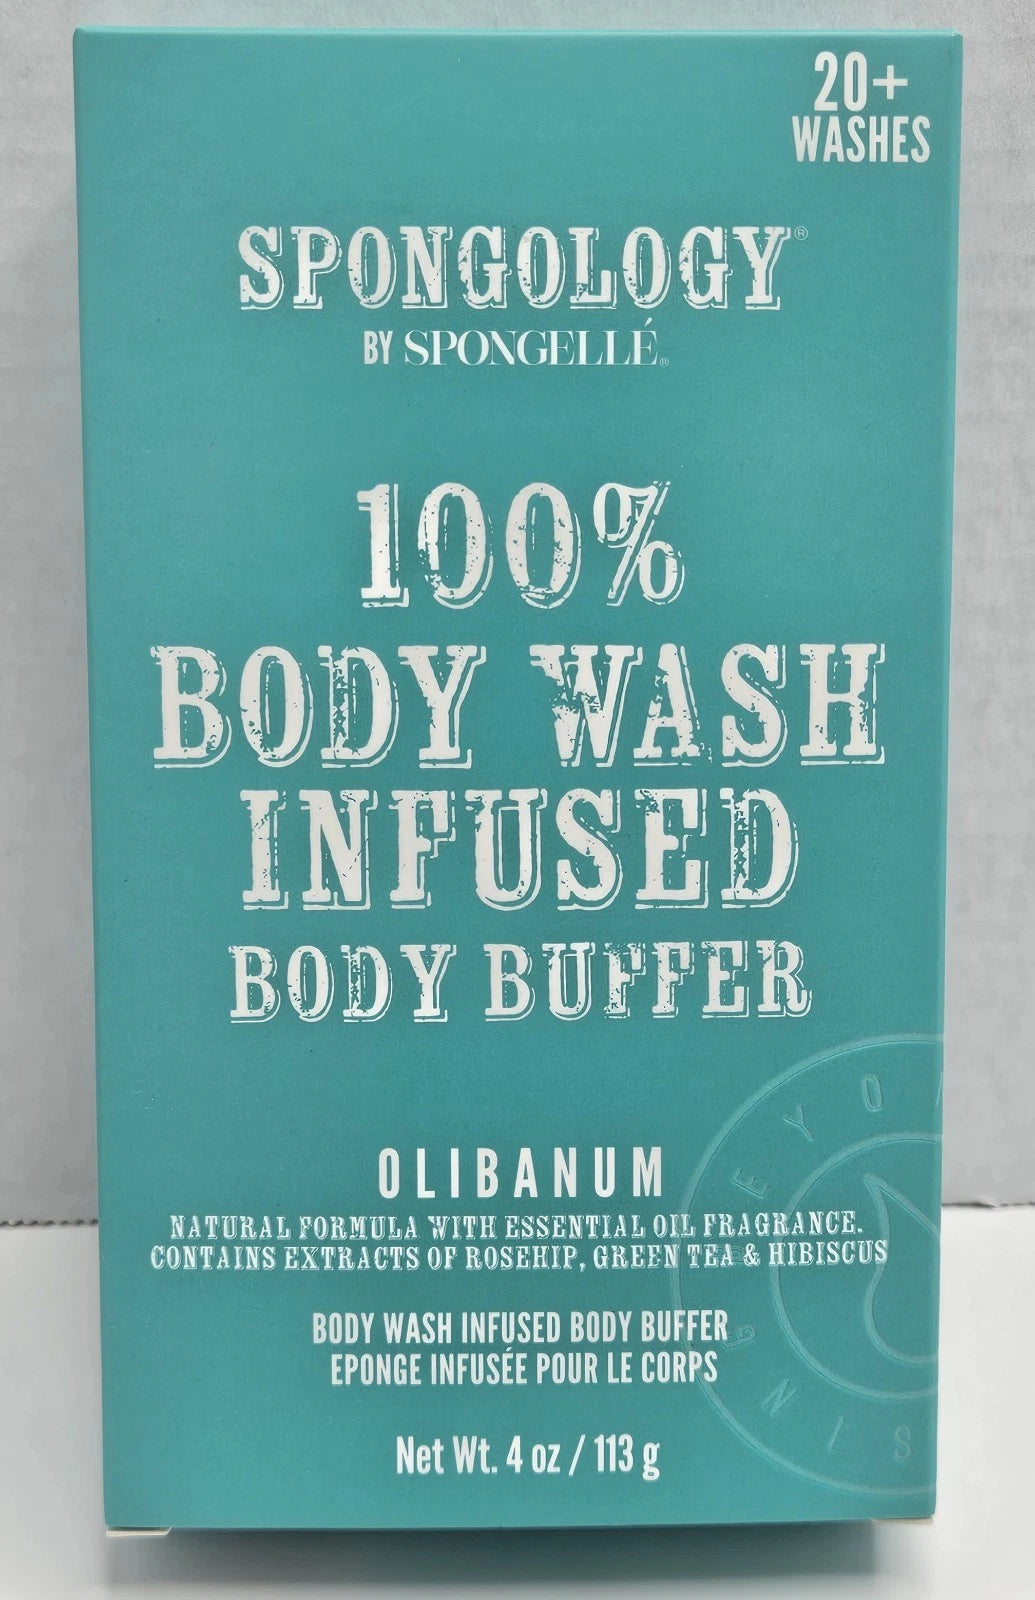 20+
WASHES
SPONGOLOGY®
BY SPONGELLÉ®
100%
BODY WASH
INFUSED
BODY BUFFER
OLIBANUM
NATURAL FORMULA WITH ESSENTIAL OIL FRAGRANCE.
CONTAINS EXTRACTS OF ROSEHIP, GREEN TEA & HIBISCUS
BODY WASH INFUSED BODY BUFFER
EPONGE INFUSÉE POUR LE CORPS
Net Wt. 4 oz / 113 g